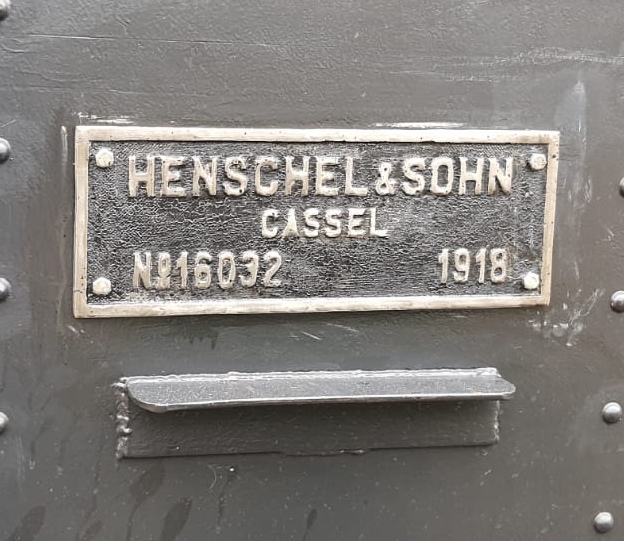 HENSCHEL & SOHN
CASSEL
№ 16032 1918